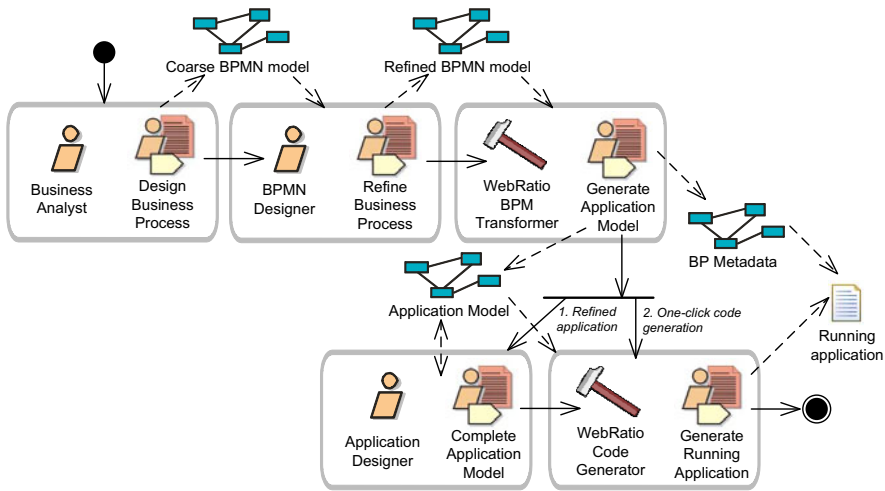 Coarse BPMN model
Refined BPMN model
Business
Analyst
Design
Business
Process
BPMN
Designer
Refine
Business
Process
WebRatio
BPM
Transformer
Generate
Application
Model
BP Metadata
Application Model
1. Refined
application
2. One-click code
generation
Running
application
Application
Designer
Complete
Application
Model
WebRatio
Code
Generator
Generate
Running
Application